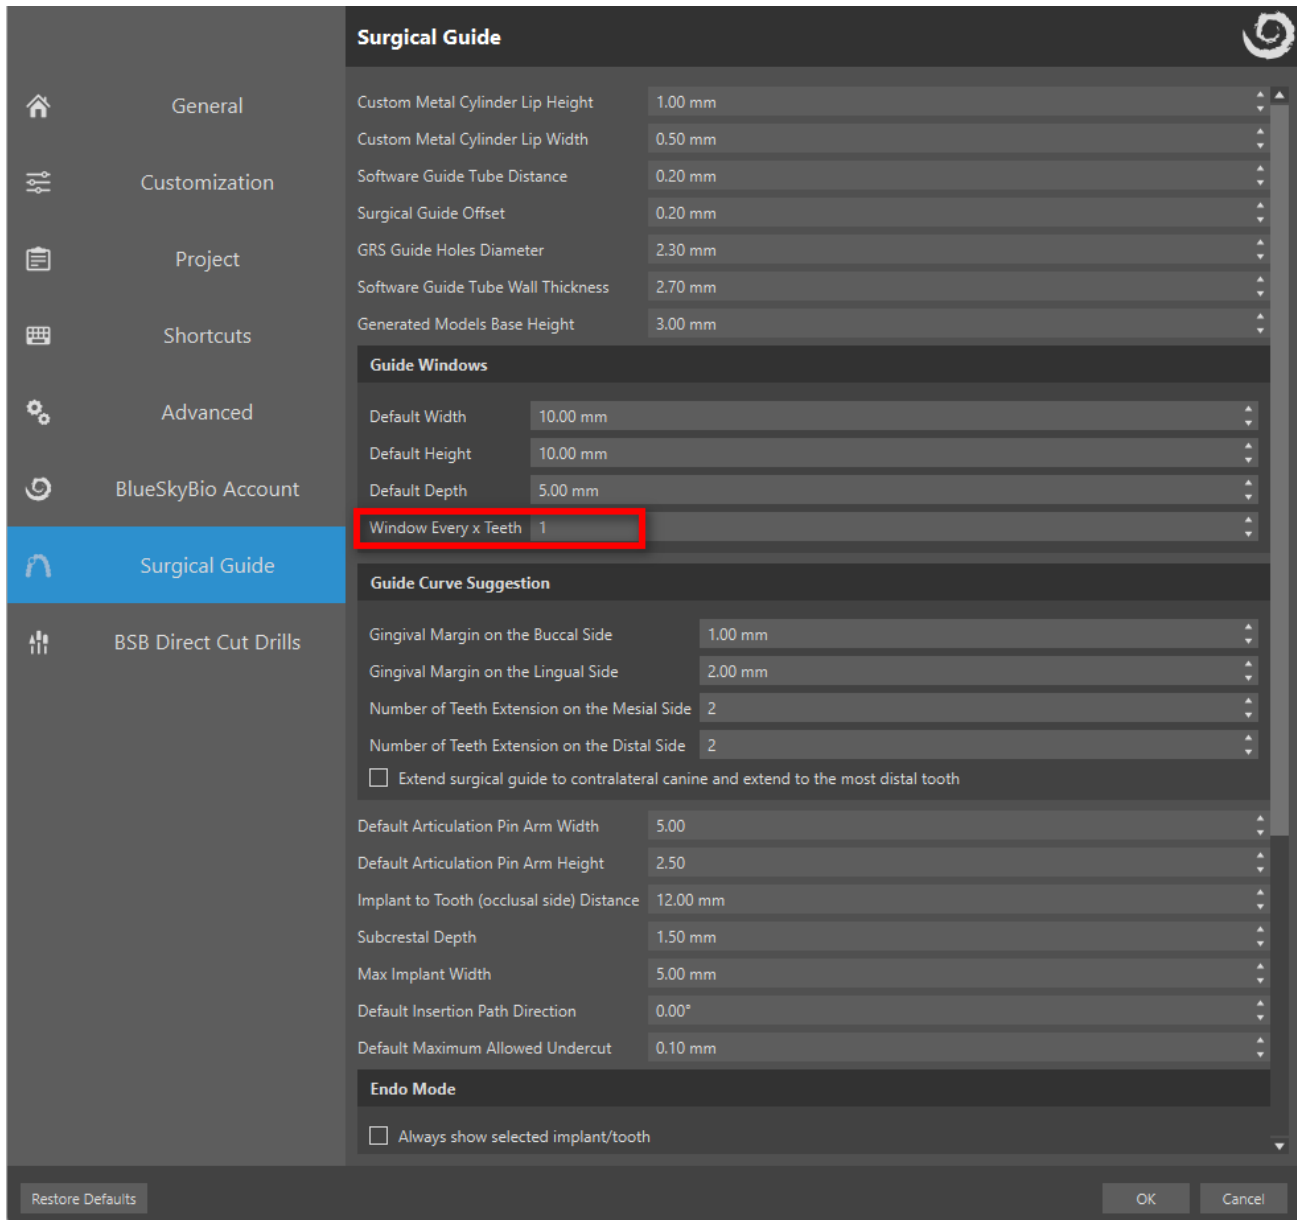 Surgical Guide
General
Customization
Project
Shortcuts
Advanced
BlueSkyBio Account
Surgical Guide
BSB Direct Cut Drills
Custom Metal Cylinder Lip Height 1.00 mm
Custom Metal Cylinder Lip Width 0.50 mm
Software Guide Tube Distance 0.20 mm
Surgical Guide Offset 0.20 mm
GRS Guide Holes Diameter 2.30 mm
Software Guide Tube Wall Thickness 2.70 mm
Generated Models Base Height 3.00 mm
Guide Windows
Default Width 10.00 mm
Default Height 10.00 mm
Default Depth 5.00 mm
Window Every x Teeth 1
Guide Curve Suggestion
Gingival Margin on the Buccal Side 1.00 mm
Gingival Margin on the Lingual Side 2.00 mm
Number of Teeth Extension on the Mesial Side 2
Number of Teeth Extension on the Distal Side 2
Extend surgical guide to contralateral canine and extend to the most distal tooth
Default Articulation Pin Arm Width 5.00
Default Articulation Pin Arm Height 2.50
Implant to Tooth (occlusal side) Distance 12.00 mm
Subcrestal Depth 1.50 mm
Max Implant Width 5.00 mm
Default Insertion Path Direction 0.00°
Default Maximum Allowed Undercut 0.10 mm
Endo Mode
Always show selected implant/tooth
Restore Defaults OK Cancel